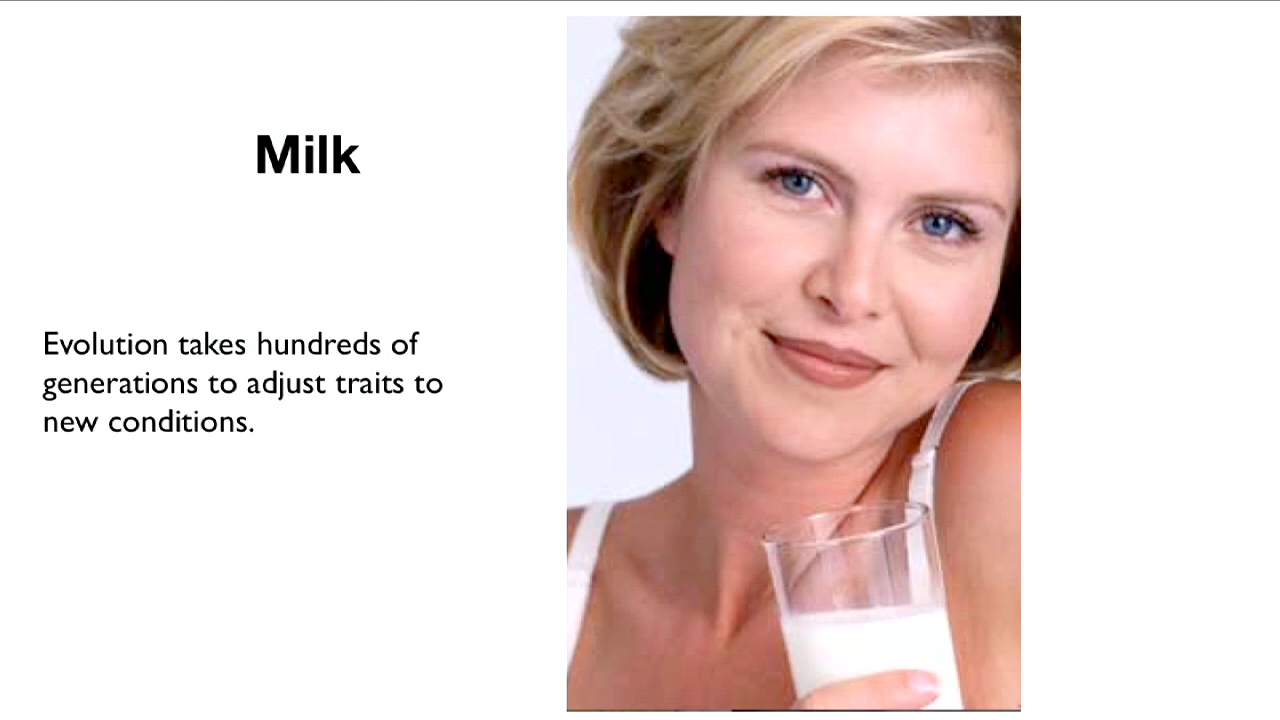 Milk
Evolution takes hundreds of
generations to adjust traits to
new conditions.